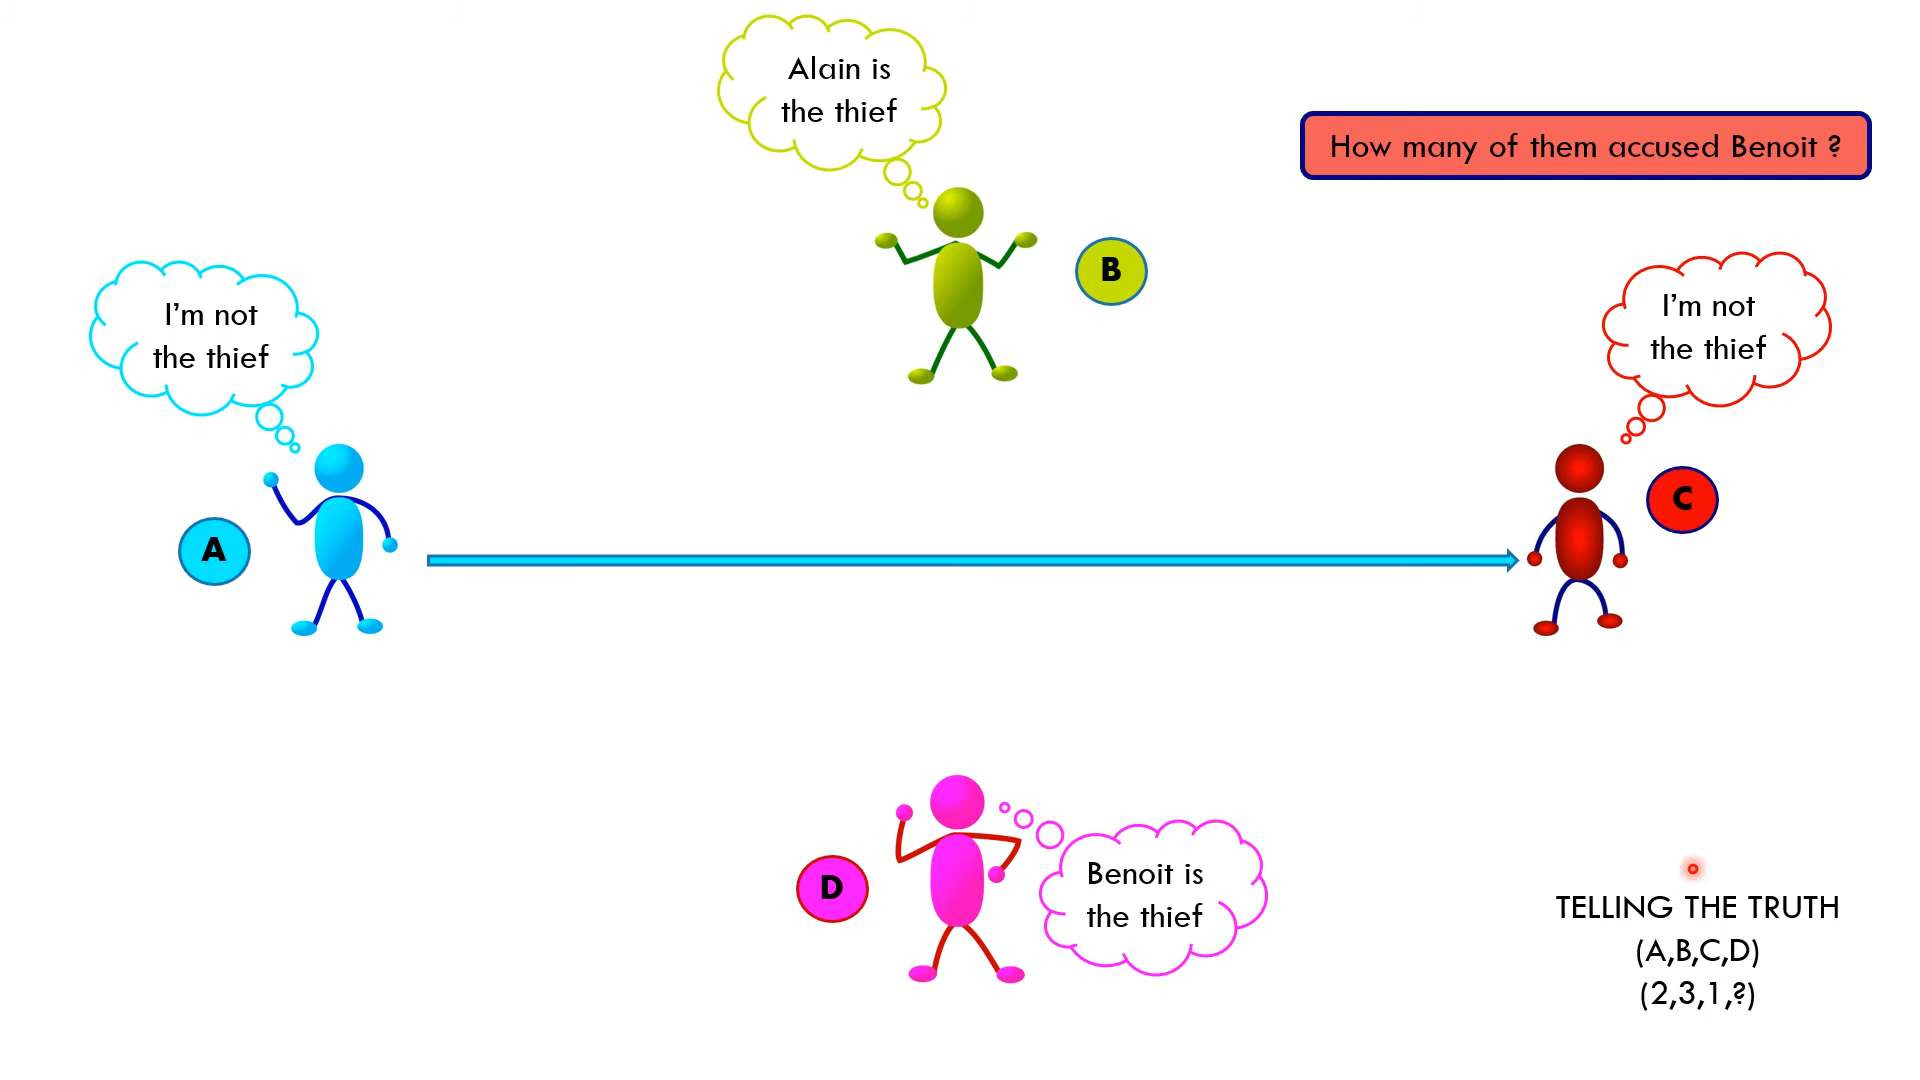 Alain is
the thief
How many of them accused Benoit ?
B
I'm not
the thief
I'm not
the thief
C
A
D
Benoit is
the thief
TELLING THE TRUTH
(A,B,C,D)
(2,3,1,?)